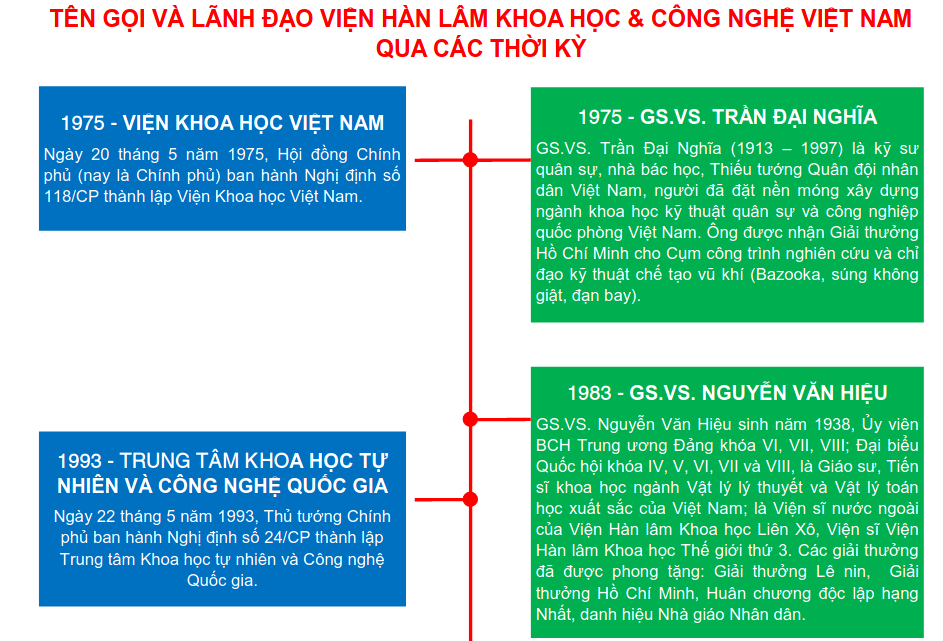 TÊN GỌI VÀ LÃNH ĐẠO VIỆN HÀN LÂM KHOA HỌC & CÔNG NGHỆ VIỆT NAM
QUA CÁC THỜI KỲ
1975 - VIỆN KHOA HỌC VIỆT NAM
Ngày 20 tháng 5 năm 1975, Hội đồng Chính
phủ (nay là Chính phủ) ban hành Nghị định số
118/CP thành lập Viện Khoa học Việt Nam.
1975 - GS.VS. TRẦN ĐẠI NGHĨA
GS.VS. Trần Đại Nghĩa (1913 – 1997) là kỹ sư
quân sự, nhà bác học, Thiếu tướng Quân đội nhân
dân Việt Nam, người đã đặt nền móng xây dựng
ngành khoa học kỹ thuật quân sự và công nghiệp
quốc phòng Việt Nam. Ông được nhận Giải thưởng
Hồ Chí Minh cho Cụm công trình nghiên cứu và chỉ
đạo kỹ thuật chế tạo vũ khí (Bazooka, súng không
giật, đạn bay).
1983 - GS.VS. NGUYỄN VĂN HIỆU
GS.VS. Nguyễn Văn Hiệu sinh năm 1938, Ủy viên
BCH Trung ương Đảng khóa VI, VII, VIII; Đại biểu
Quốc hội khóa IV, V, VI, VII và VIII, là Giáo sư, Tiến
sĩ khoa học ngành Vật lý lý thuyết và Vật lý toán
học xuất sắc của Việt Nam; là Viện sĩ nước ngoài
của Viện Hàn lâm Khoa học Liên Xô, Viện sĩ Viện
Hàn lâm Khoa học Thế giới thứ 3. Các giải thưởng
đã được phong tặng: Giải thưởng Lê nin, Giải
thưởng Hồ Chí Minh, Huân chương độc lập hạng
Nhất, danh hiệu Nhà giáo Nhân dân.
1993 - TRUNG TÂM KHOA HỌC TỰ
NHIÊN VÀ CÔNG NGHỆ QUỐC GIA
Ngày 22 tháng 5 năm 1993, Thủ tướng Chính
phủ ban hành Nghị định số 24/CP thành lập
Trung tâm Khoa học tự nhiên và Công nghệ
Quốc gia.